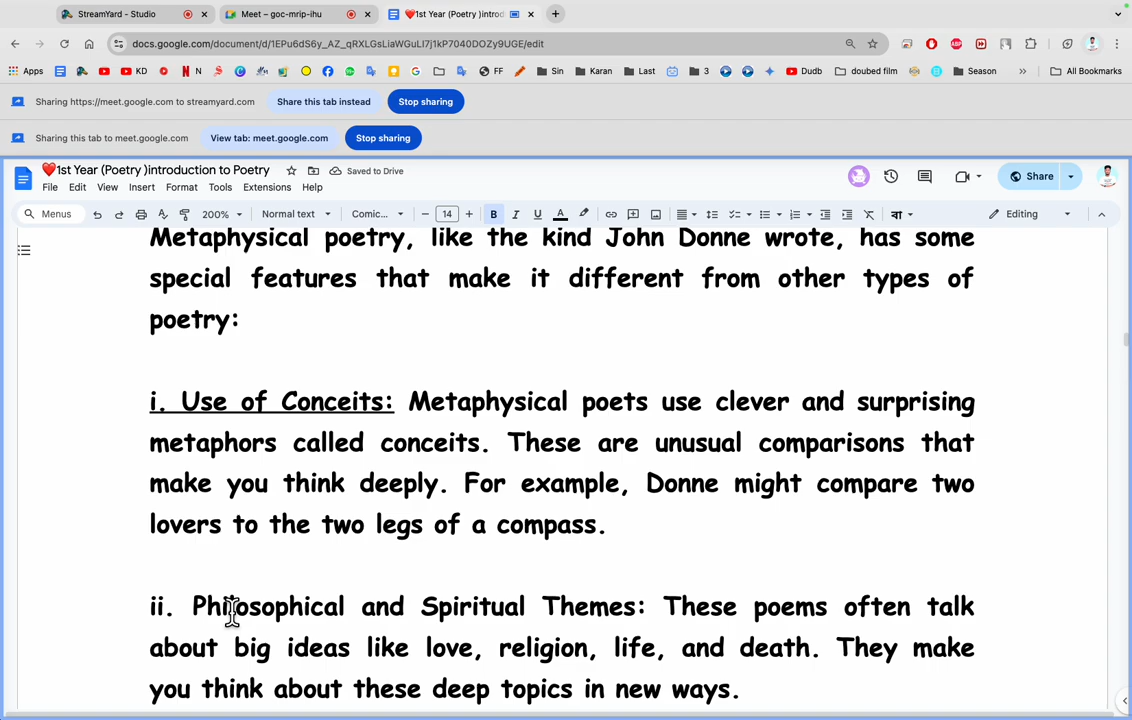 StreamYard - Studio
Meet – goc-mrip-ihu
❤️1st Year (Poetry )introd
docs.google.com/document/d/1EPu6dS6y_AZ_qRXLGsLiaWGuLI7j1kP7040DOZy9UGE/edit
Apps
KD
N
FF
Sin
Karan
Last
3
Dudb
doubed film
Season
All Bookmarks
Sharing https://meet.google.com to streamyard.com
Share this tab instead
Stop sharing
Sharing this tab to meet.google.com
View tab: meet.google.com
Stop sharing
❤️1st Year (Poetry )introduction to Poetry
Saved to Drive
File Edit View Insert Format Tools Extensions Help
Share
Menus
200%
Normal text
Comic...
14
B I U A
বা
Editing
Metaphysical poetry, like the kind John Donne wrote, has some
special features that make it different from other types of
poetry:
i. Use of Conceits: Metaphysical poets use clever and surprising
metaphors called conceits. These are unusual comparisons that
make you think deeply. For example, Donne might compare two
lovers to the two legs of a compass.
ii. Philosophical and Spiritual Themes: These poems often talk
about big ideas like love, religion, life, and death. They make
you think about these deep topics in new ways.